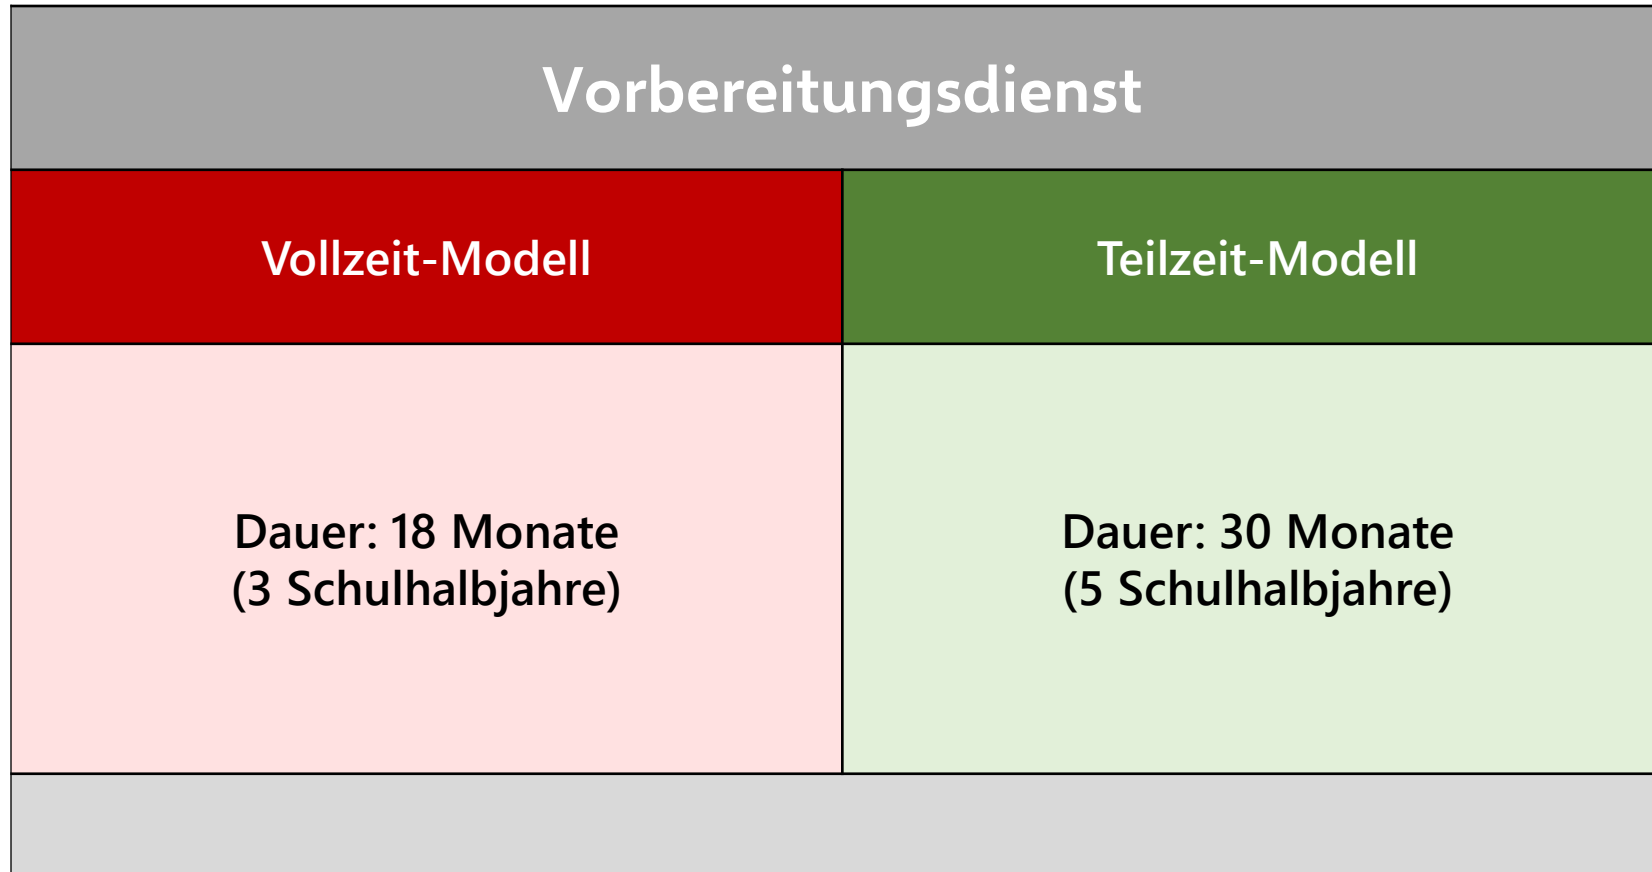 Vorbereitungsdienst
Vollzeit-Modell
Teilzeit-Modell
Dauer: 18 Monate
(3 Schulhalbjahre)
Dauer: 30 Monate
(5 Schulhalbjahre)